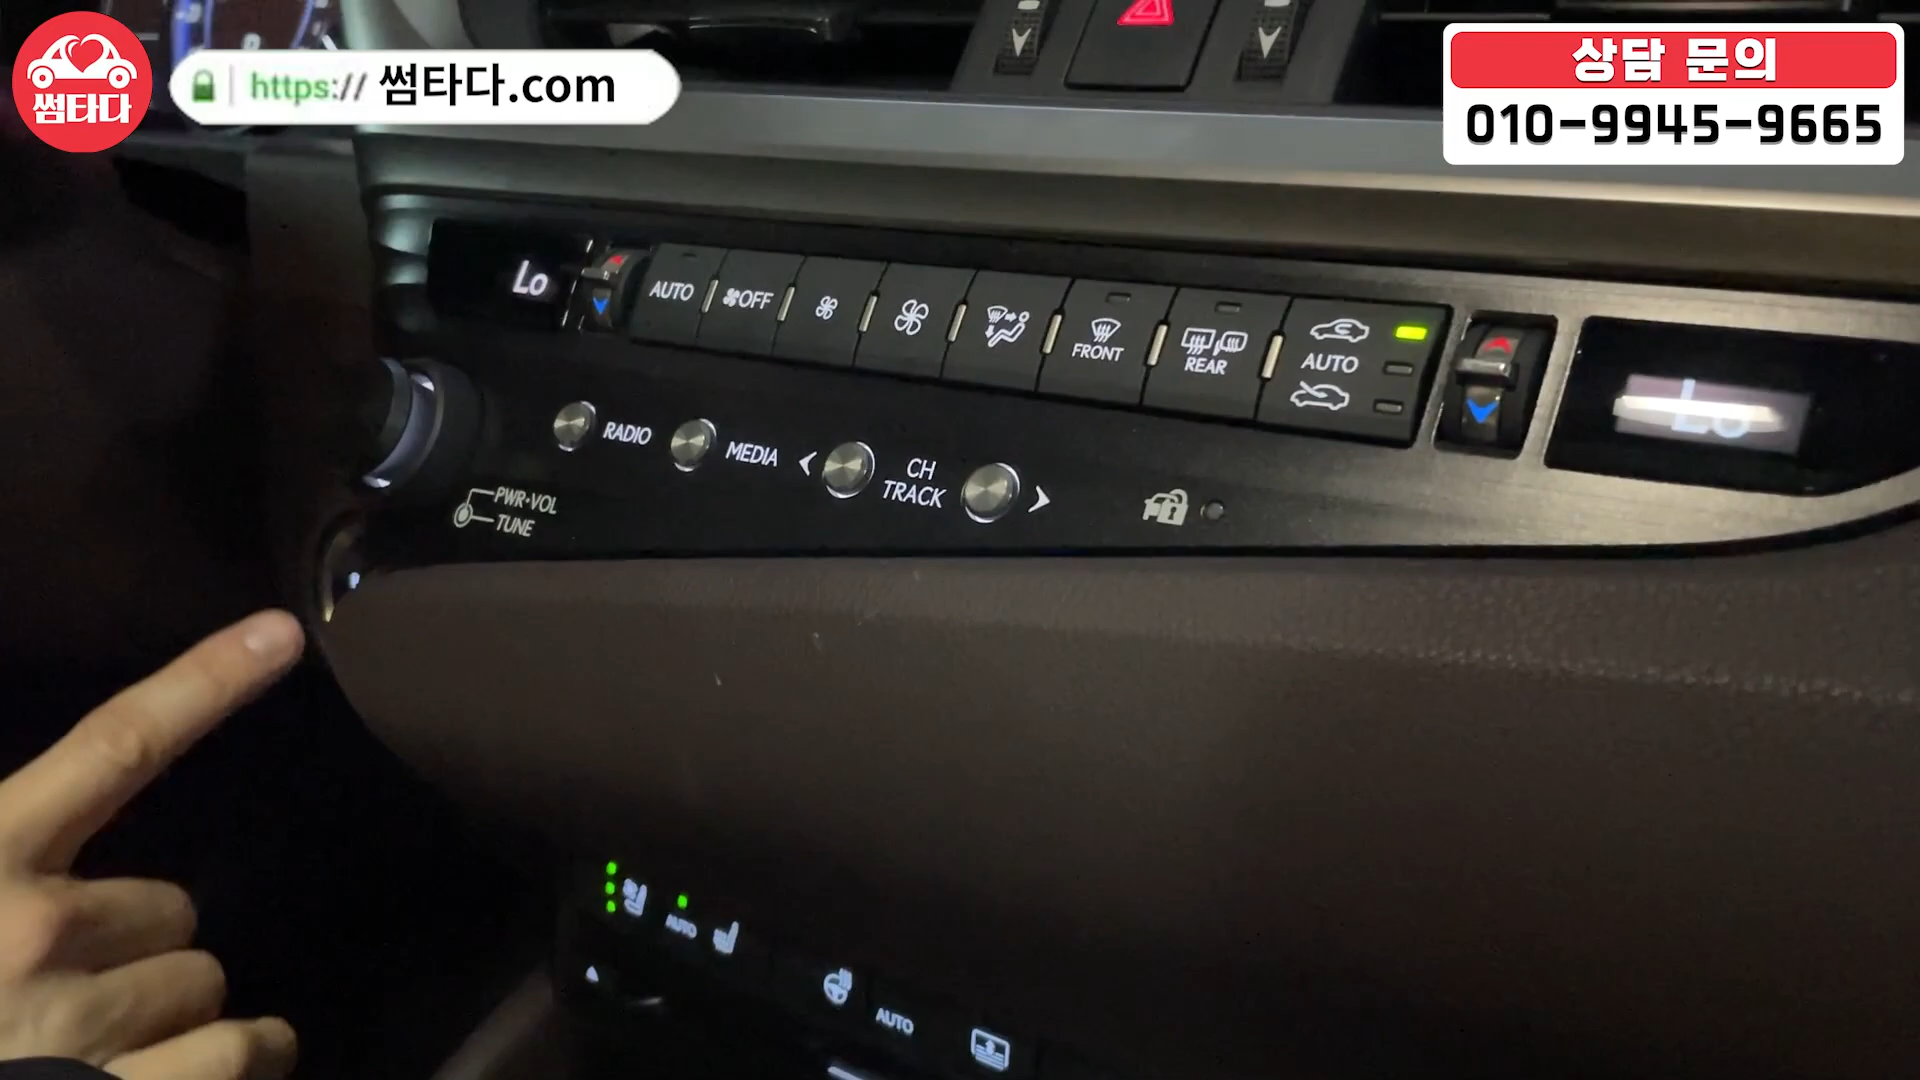 썸타다
https:// 썸타다.com
상담 문의
010-9945-9665
Lo
AUTO
OFF
FRONT
REAR
AUTO
Lo
RADIO
MEDIA
CH
TRACK
PWR•VOL
TUNE
AUTO
AUTO